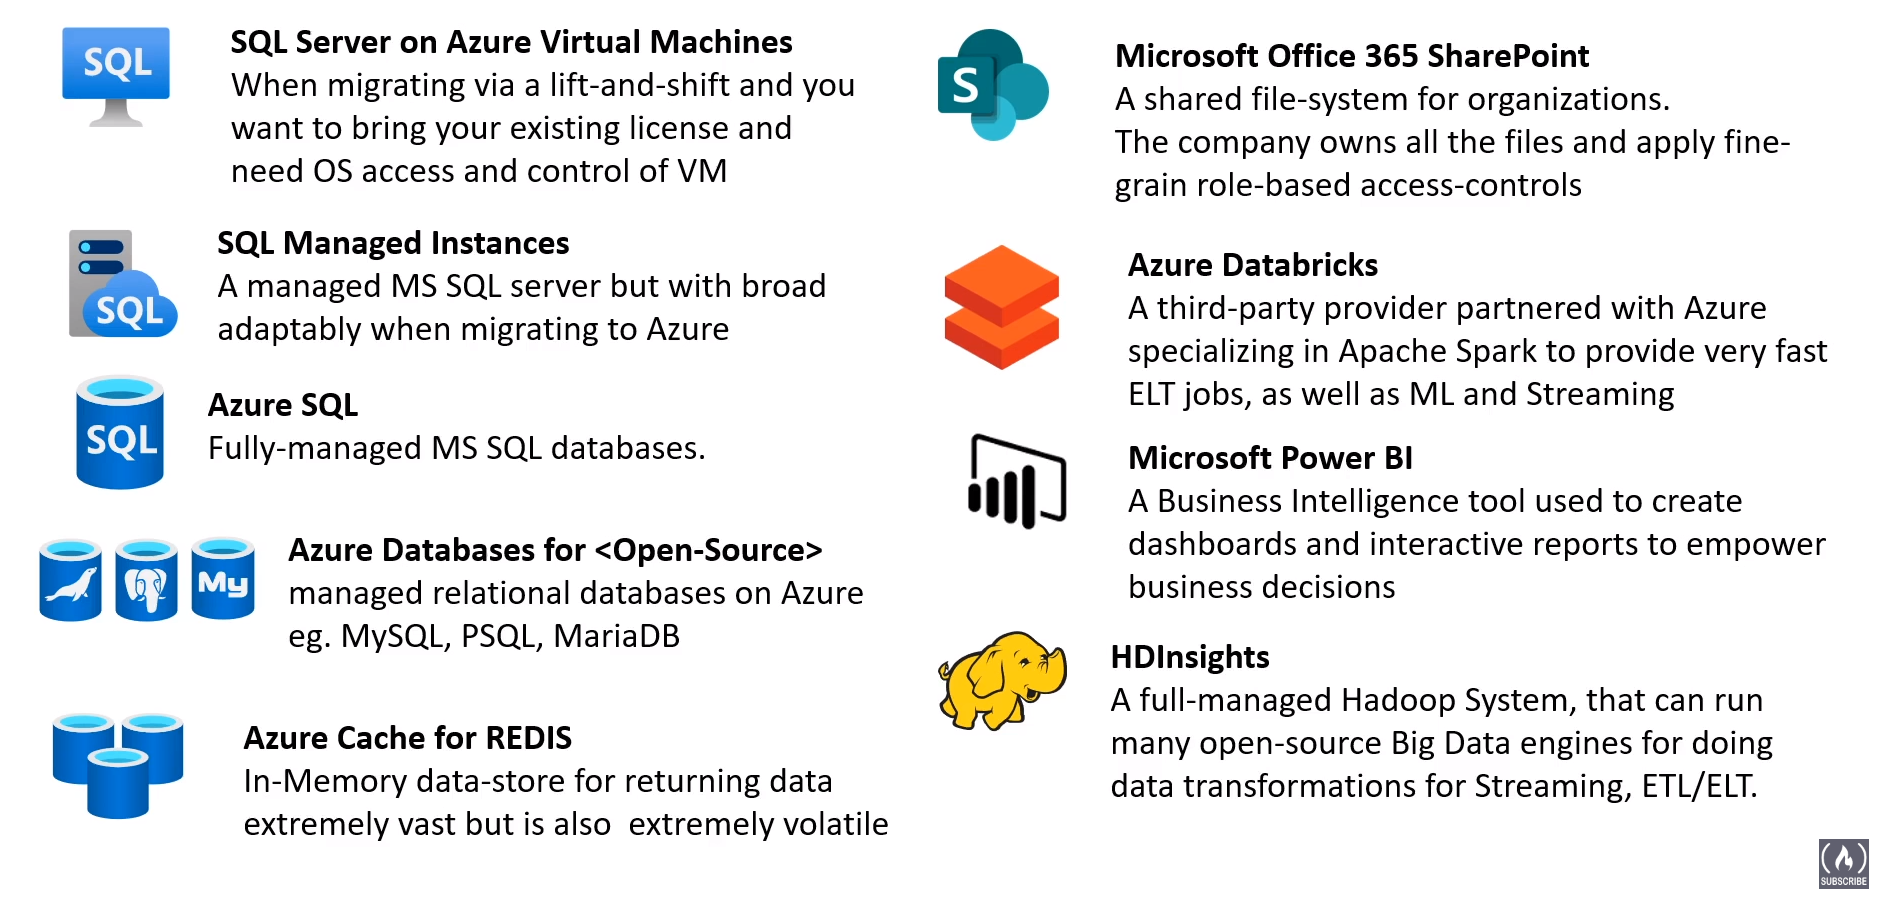 SQL
SQL Server on Azure Virtual Machines
When migrating via a lift-and-shift and you
want to bring your existing license and
need OS access and control of VM
SQL
SQL Managed Instances
A managed MS SQL server but with broad
adaptably when migrating to Azure
SQL
Azure SQL
Fully-managed MS SQL databases.
My
Azure Databases for <Open-Source>
managed relational databases on Azure
eg. MySQL, PSQL, MariaDB
Azure Cache for REDIS
In-Memory data-store for returning data
extremely vast but is also  extremely volatile
S
Microsoft Office 365 SharePoint
A shared file-system for organizations.
The company owns all the files and apply fine-
grain role-based access-controls
Azure Databricks
A third-party provider partnered with Azure
specializing in Apache Spark to provide very fast
ELT jobs, as well as ML and Streaming
Microsoft Power BI
A Business Intelligence tool used to create
dashboards and interactive reports to empower
business decisions
HDInsights
A full-managed Hadoop System, that can run
many open-source Big Data engines for doing
data transformations for Streaming, ETL/ELT.
SUBSCRIBE